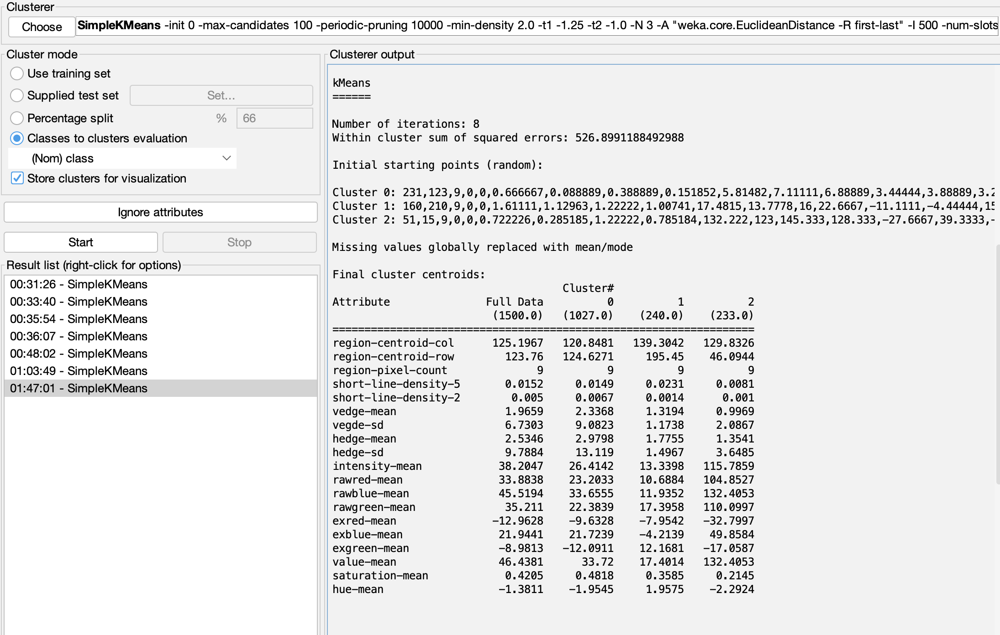 Clusterer
Choose
SimpleKMeans -init 0 -max-candidates 100 -periodic-pruning 10000 -min-density 2.0 -t1 -1.25 -t2 -1.0 -N 3 -A "weka.core.EuclideanDistance -R first-last" -I 500 -num-slots
Cluster mode
Use training set
Supplied test set Set...
Percentage split % 66
Classes to clusters evaluation
(Nom) class
Store clusters for visualization
Ignore attributes
Start Stop
Result list (right-click for options)
00:31:26 - SimpleKMeans
00:33:40 - SimpleKMeans
00:35:54 - SimpleKMeans
00:36:07 - SimpleKMeans
00:48:02 - SimpleKMeans
01:03:49 - SimpleKMeans
01:47:01 - SimpleKMeans
Clusterer output
kMeans
======
Number of iterations: 8
Within cluster sum of squared errors: 526.8991188492988
Initial starting points (random):
Cluster 0: 231,123,9,0,0,0.666667,0.088889,0.388889,0.151852,5.81482,7.11111,6.88889,3.44444,3.88889,3.2
Cluster 1: 160,210,9,0,0,1.61111,1.12963,1.22222,1.00741,17.4815,13.7778,16,22.6667,-11.1111,-4.44444,15
Cluster 2: 51,15,9,0,0,0.722226,0.285185,1.22222,0.785184,132.222,123,145.333,128.333,-27.6667,39.3333,-
Missing values globally replaced with mean/mode
Final cluster centroids:
Cluster#
Attribute Full Data 0 1 2
(1500.0) (1027.0) (240.0) (233.0)
==================================================================
region-centroid-col 125.1967 120.8481 139.3042 129.8326
region-centroid-row 123.76 124.6271 195.45 46.0944
region-pixel-count 9 9 9 9
short-line-density-5 0.0152 0.0149 0.0231 0.0081
short-line-density-2 0.005 0.0067 0.0014 0.001
vedge-mean 1.9659 2.3368 1.3194 0.9969
vegde-sd 6.7303 9.0823 1.1738 2.0867
hedge-mean 2.5346 2.9798 1.7755 1.3541
hedge-sd 9.7884 13.119 1.4967 3.6485
intensity-mean 38.2047 26.4142 13.3398 115.7859
rawred-mean 33.8838 23.2033 10.6884 104.8527
rawblue-mean 45.5194 33.6555 11.9352 132.4053
rawgreen-mean 35.211 22.3839 17.3958 110.0997
exred-mean -12.9628 -9.6328 -7.9542 -32.7997
exblue-mean 21.9441 21.7239 -4.2139 49.8584
exgreen-mean -8.9813 -12.0911 12.1681 -17.0587
value-mean 46.4381 33.72 17.4014 132.4053
saturation-mean 0.4205 0.4818 0.3585 0.2145
hue-mean -1.3811 -1.9545 1.9575 -2.2924